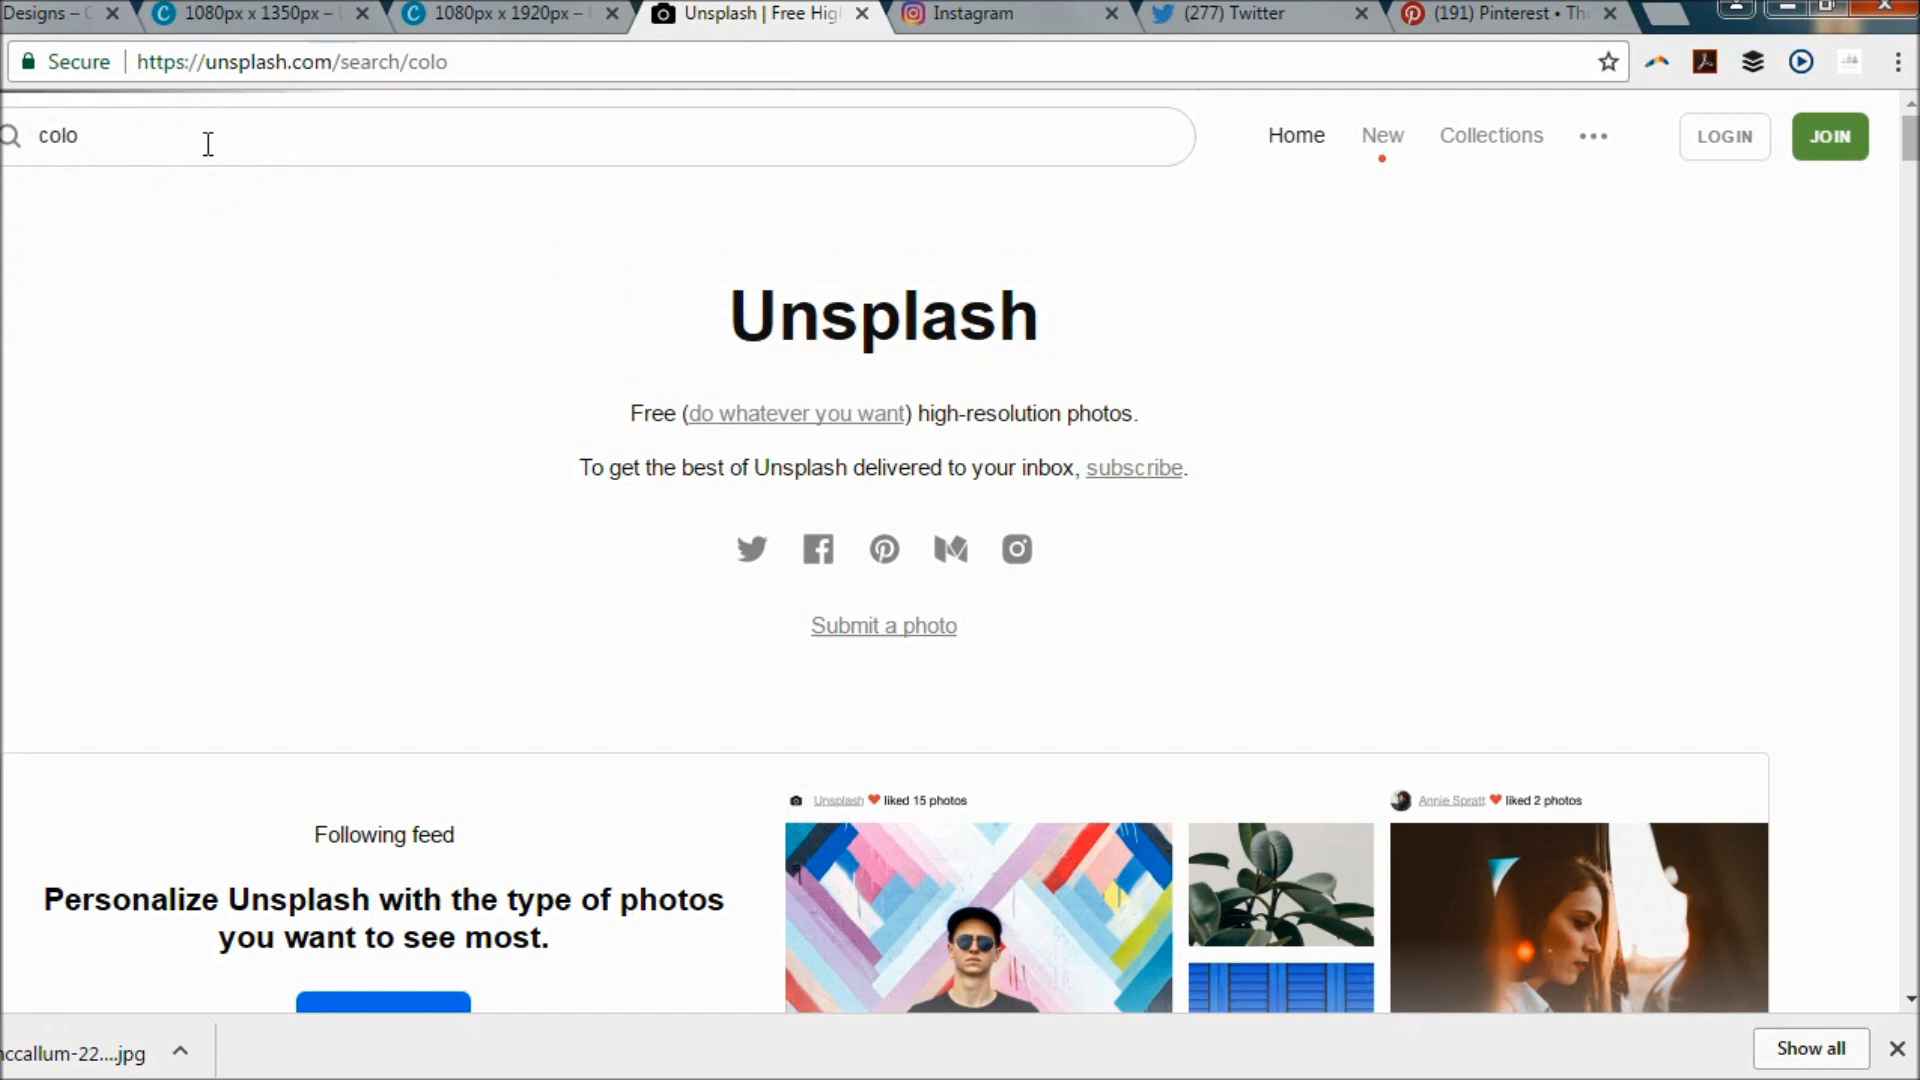 Designs – C
1080px x 1350px –
1080px x 1920px –
Unsplash | Free Hig
Instagram
(277) Twitter
(191) Pinterest • The
Secure
https://unsplash.com/search/colo
colo
Home
New
Collections
LOGIN
JOIN
Unsplash
Free (do whatever you want) high-resolution photos.
To get the best of Unsplash delivered to your inbox, subscribe.
Submit a photo
Unsplash liked 15 photos
Annie Spratt liked 2 photos
Following feed
Personalize Unsplash with the type of photos
you want to see most.
ccallum-22....jpg
Show all